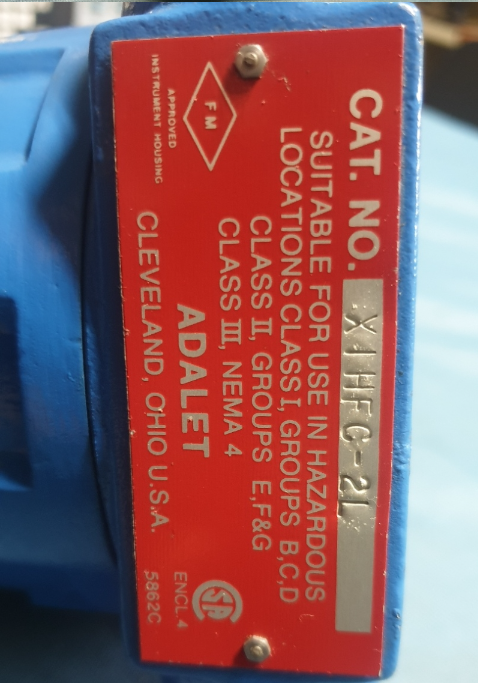 CAT. NO. XIHFC-2L
SUITABLE FOR USE IN HAZARDOUS
LOCATIONS CLASS I, GROUPS B,C,D
CLASS II, GROUPS E,F&G
CLASS III, NEMA 4
FM
APPROVED
INSTRUMENT HOUSING
ADALET
CLEVELAND, OHIO U.S.A.
SA
ENCL 4
5862C